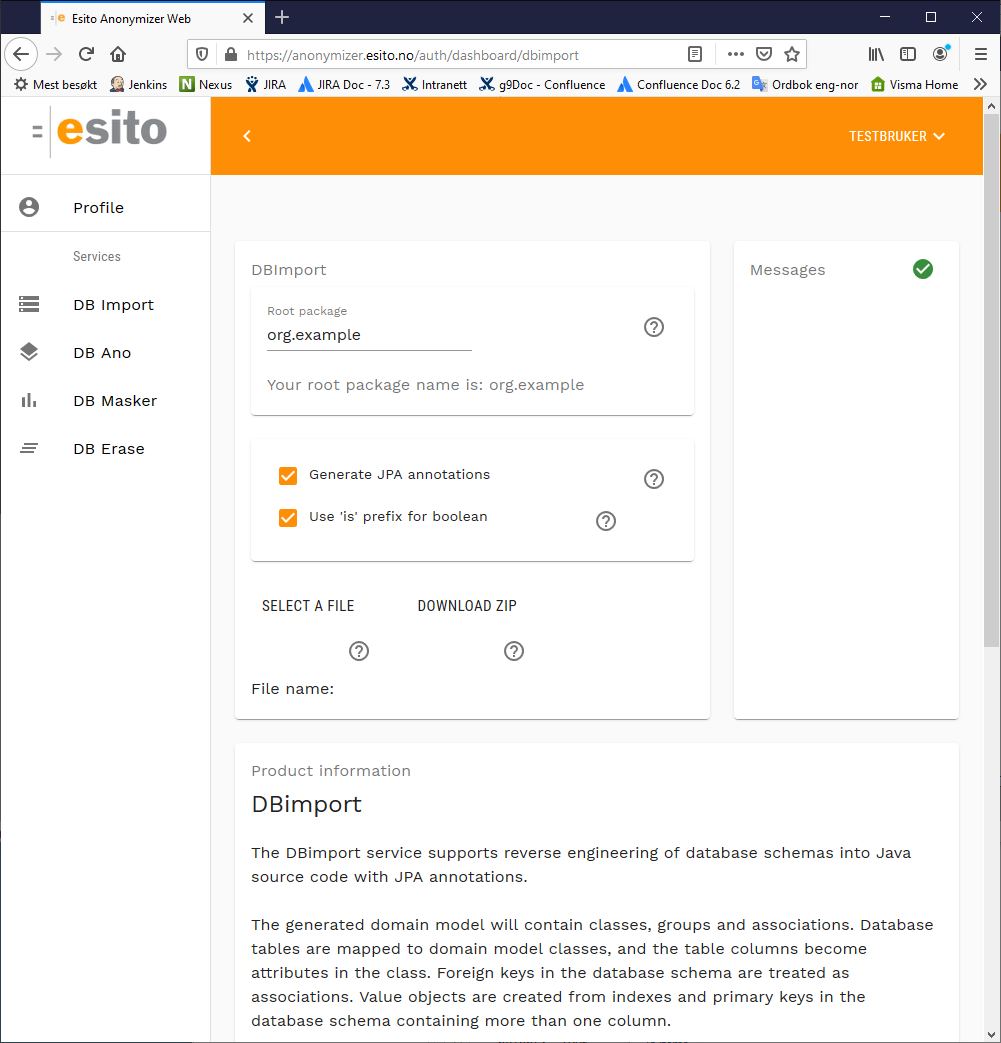 Esito Anonymizer Web
https://anonymizer.esito.no/auth/dashboard/dbimport
Mest besøkt Jenkins Nexus JIRA JIRA Doc - 7.3 Intranett g9Doc - Confluence Confluence Doc 6.2 Ordbok eng-nor Visma Home
= esito
TESTBRUKER
Profile
Services
DB Import
DB Ano
DB Masker
DB Erase
DBImport
Root package
org.example
Your root package name is: org.example
Generate JPA annotations
Use 'is' prefix for boolean
SELECT A FILE DOWNLOAD ZIP
File name:
Messages
Product information
DBimport
The DBimport service supports reverse engineering of database schemas into Java
source code with JPA annotations.
The generated domain model will contain classes, groups and associations. Database
tables are mapped to domain model classes, and the table columns become
attributes in the class. Foreign keys in the database schema are treated as
associations. Value objects are created from indexes and primary keys in the
database schema containing more than one column.